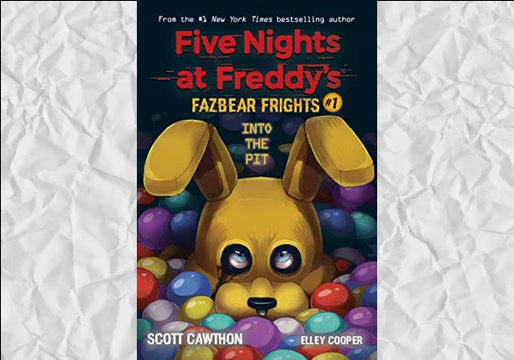 From the #1 New York Times bestselling author
Five Nights
at Freddy's
FAZBEAR FRIGHTS #1
INTO
THE
PIT
SCOTT CAWTHON
ELLEY COOPER